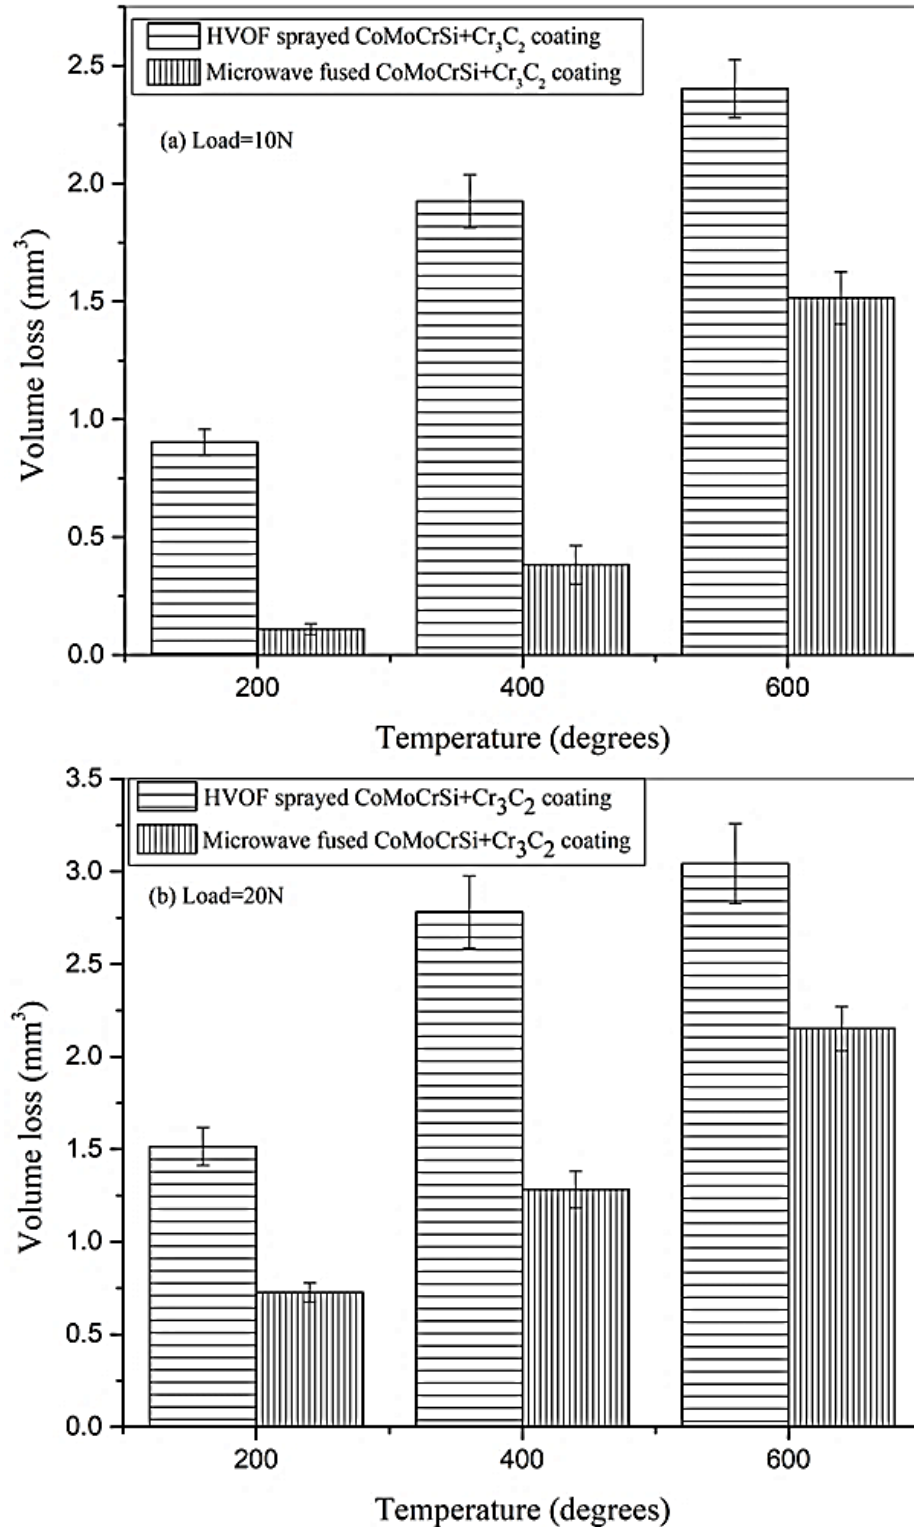 HVOF sprayed CoMoCrSi+Cr₃C₂ coating
Microwave fused CoMoCrSi+Cr₃C₂ coating
(a) Load=10N
Volume loss (mm³)
2.5
2.0
1.5
1.0
0.5
0.0
200 400 600
Temperature (degrees)
HVOF sprayed CoMoCrSi+Cr₃C₂ coating
Microwave fused CoMoCrSi+Cr₃C₂ coating
(b) Load=20N
Volume loss (mm³)
3.5
3.0
2.5
2.0
1.5
1.0
0.5
0.0
200 400 600
Temperature (degrees)